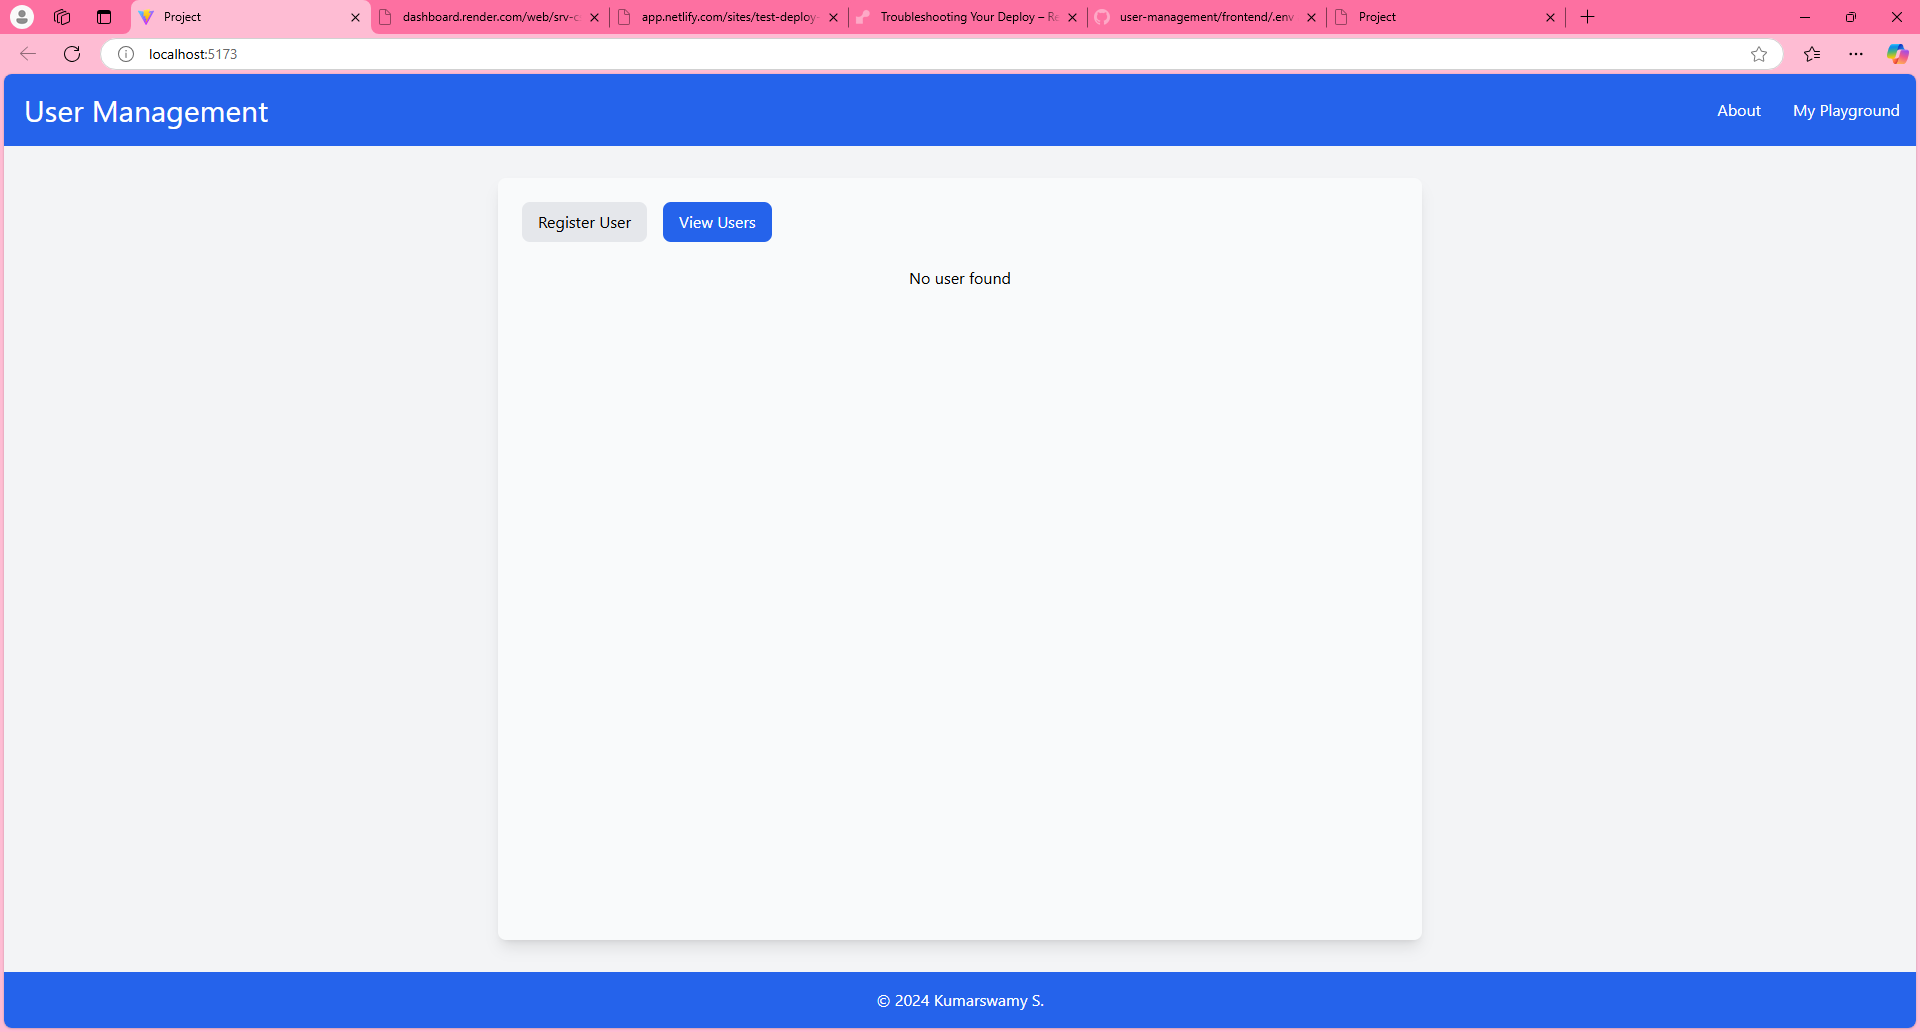 Project
dashboard.render.com/web/srv-c
app.netlify.com/sites/test-deploy-
Troubleshooting Your Deploy – Re
user-management/frontend/.env
Project
localhost:5173
User Management
About
My Playground
Register User
View Users
No user found
© 2024 Kumarswamy S.